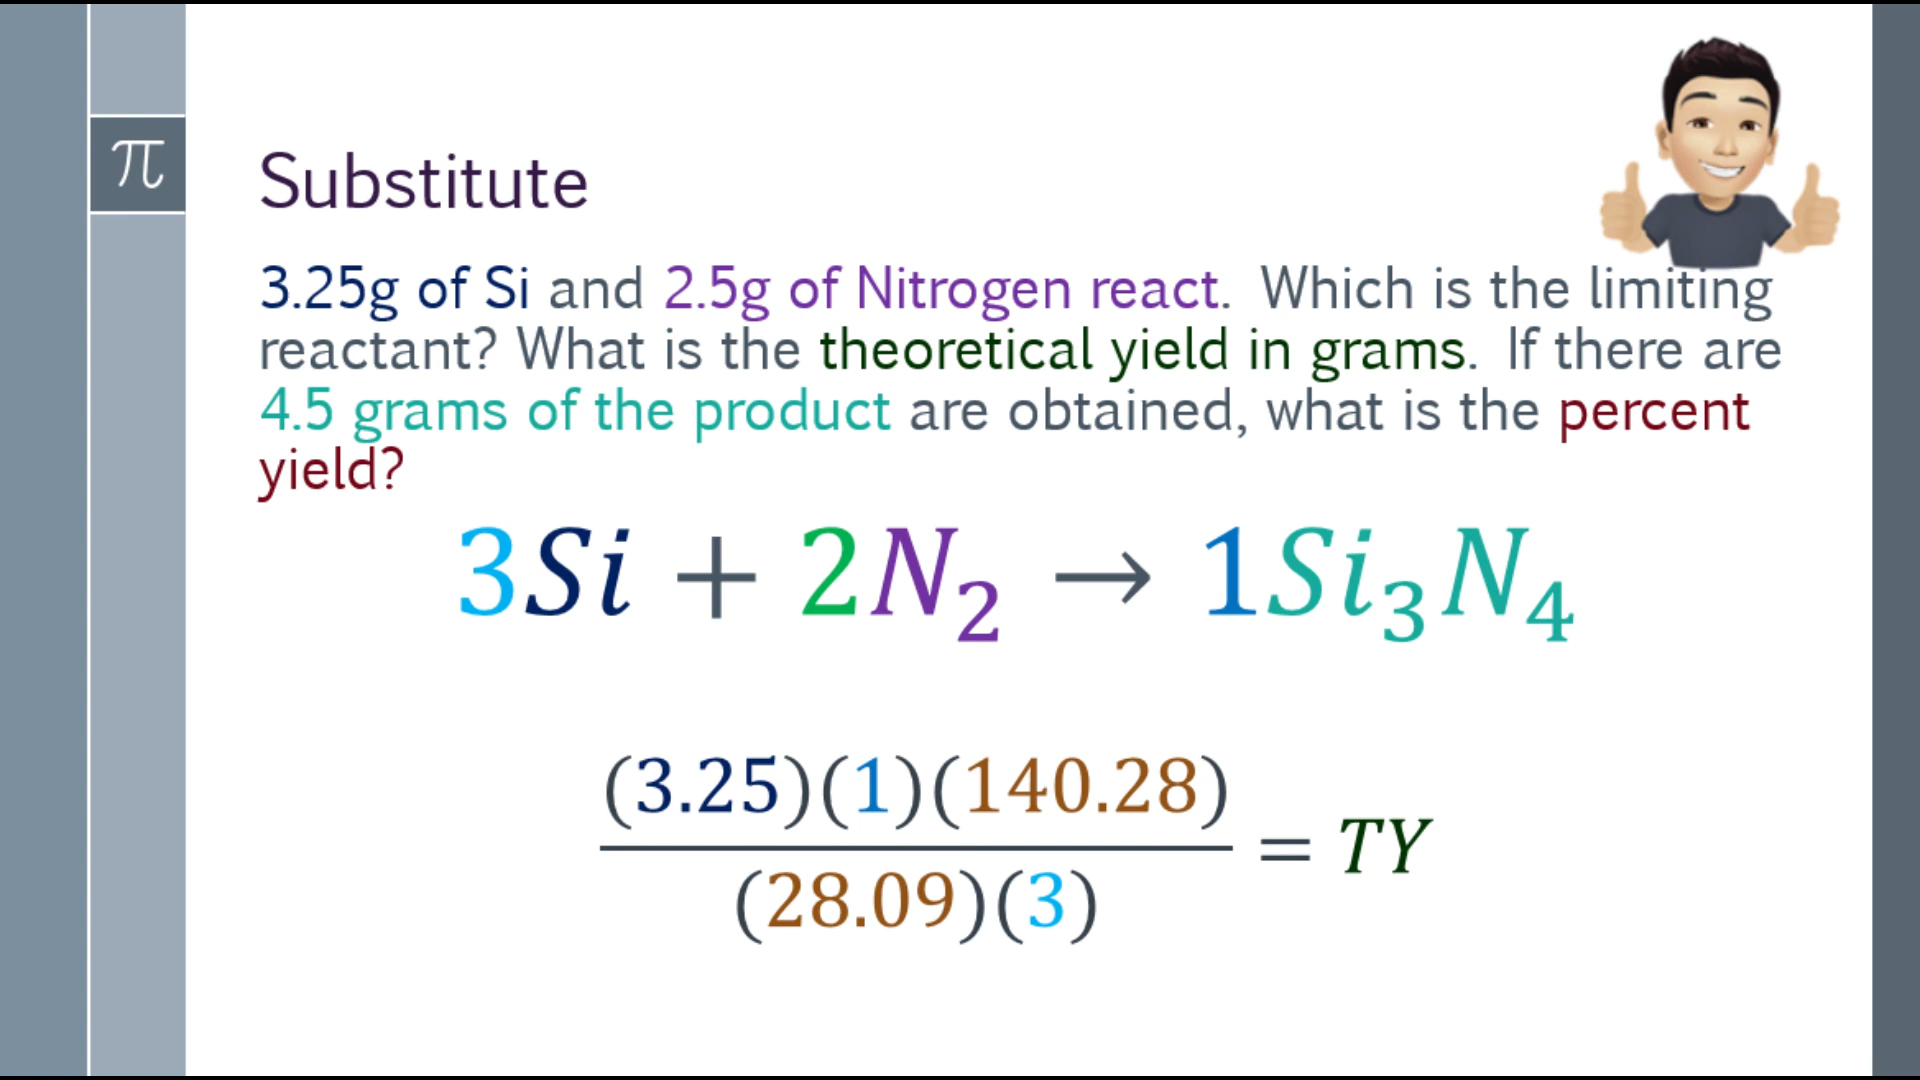 π
Substitute
3.25g of Si and 2.5g of Nitrogen react. Which is the limiting
reactant? What is the theoretical yield in grams. If there are
4.5 grams of the product are obtained, what is the percent
yield?
3Si + 2N₂ → 1Si₃N₄
(3.25)(1)(140.28)
= TY
(28.09)(3)